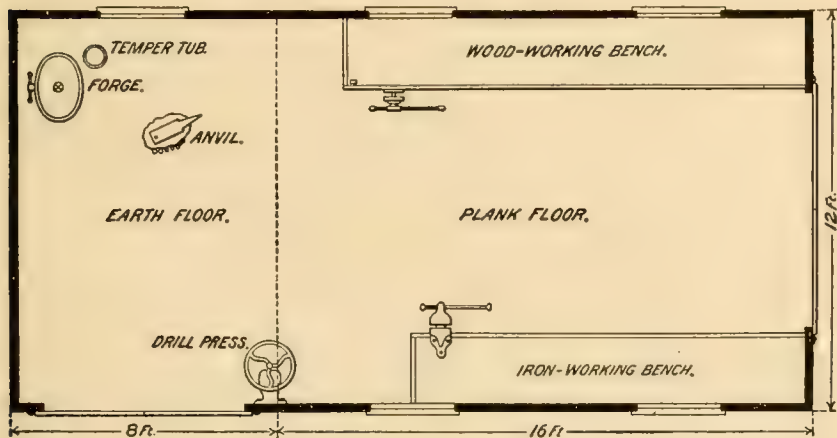 TEMPER TUB.
WOOD-WORKING BENCH.
FORGE.
ANVIL.
EARTH FLOOR.
PLANK FLOOR.
12 Ft.
DRILL PRESS.
IRON-WORKING BENCH.
8 Ft.
16 Ft